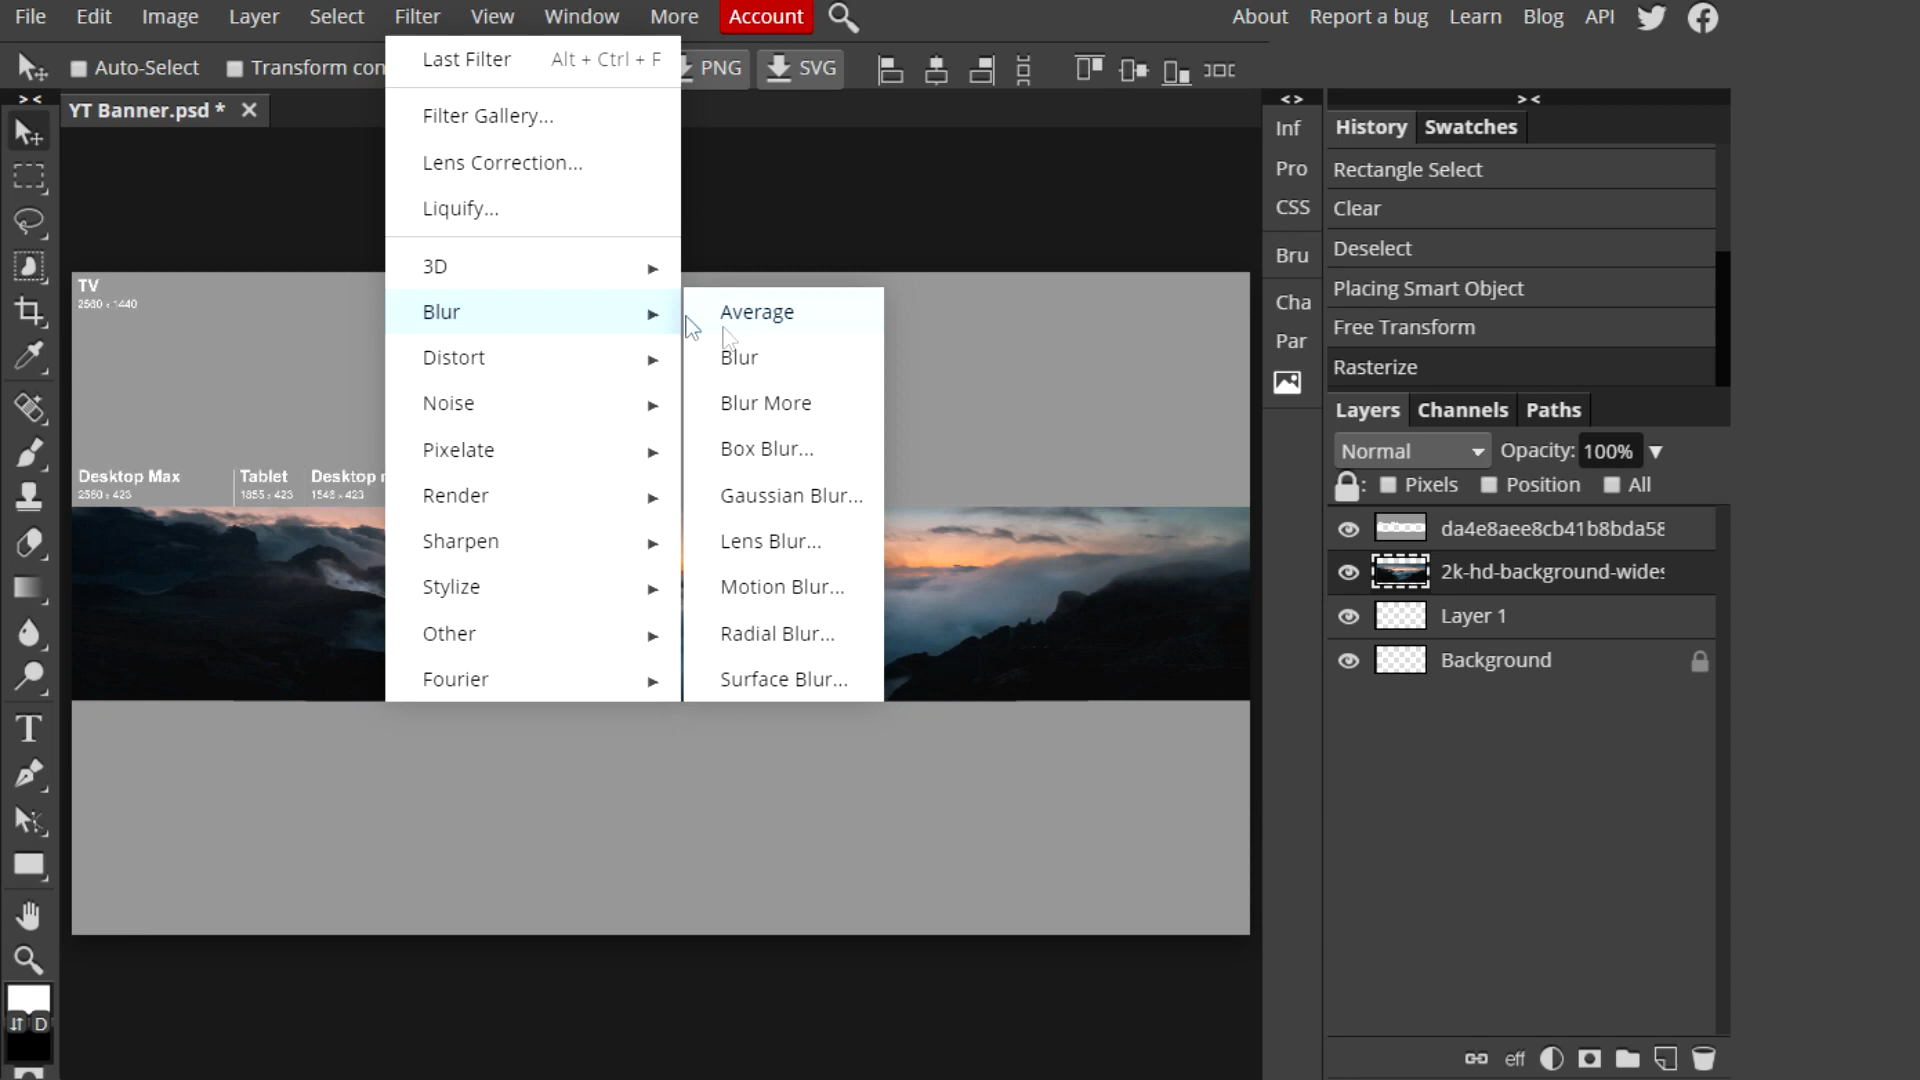 File Edit Image Layer Select Filter View Window More Account About Report a bug Learn Blog API
Auto-Select Transform con PNG SVG
YT Banner.psd *
Last Filter Alt + Ctrl + F
Filter Gallery...
Lens Correction...
Liquify...
3D
Blur
Distort
Noise
Pixelate
Render
Sharpen
Stylize
Other
Fourier
Average
Blur
Blur More
Box Blur...
Gaussian Blur...
Lens Blur...
Motion Blur...
Radial Blur...
Surface Blur...
TV
2560 x 1440
Desktop Max Tablet Desktop
2560 x 423 1855 x 423 1546 x 423
Inf
Pro
CSS
Bru
Cha
Par
History Swatches
Rectangle Select
Clear
Deselect
Placing Smart Object
Free Transform
Rasterize
Layers Channels Paths
Normal Opacity: 100%
: Pixels Position All
da4e8aee8cb41b8bda58
2k-hd-background-wides
Layer 1
Background
D
eff